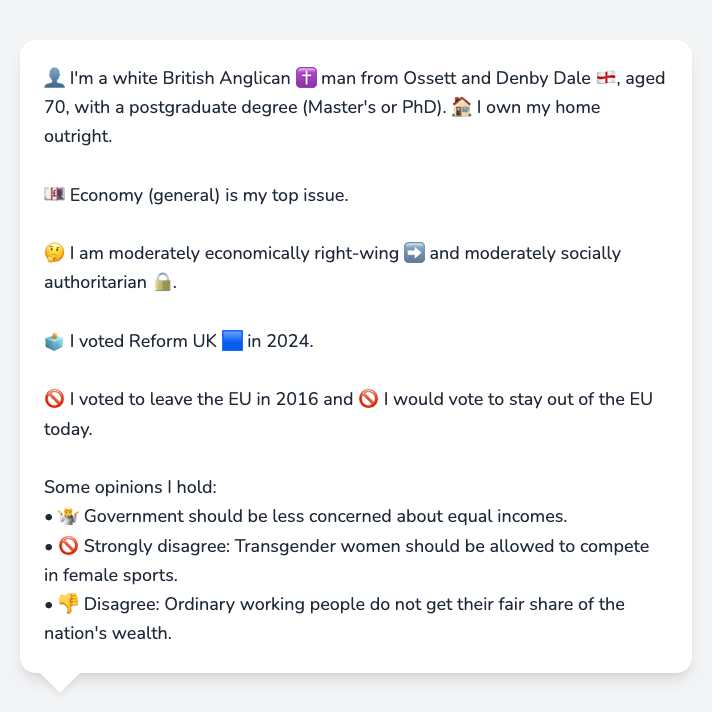 👤 I'm a white British Anglican ✝️ man from Ossett and Denby Dale 🏴󠁧󠁢󠁥󠁮󠁧󠁿, aged
70, with a postgraduate degree (Master's or PhD). 🏠 I own my home
outright.
💷 Economy (general) is my top issue.
🤔 I am moderately economically right-wing ➡️ and moderately socially
authoritarian 🔒.
🗳️ I voted Reform UK 🟦 in 2024.
🚫 I voted to leave the EU in 2016 and 🚫 I would vote to stay out of the EU
today.
Some opinions I hold:
• 🤷 Government should be less concerned about equal incomes.
• 🚫 Strongly disagree: Transgender women should be allowed to compete
in female sports.
• 👎 Disagree: Ordinary working people do not get their fair share of the
nation's wealth.